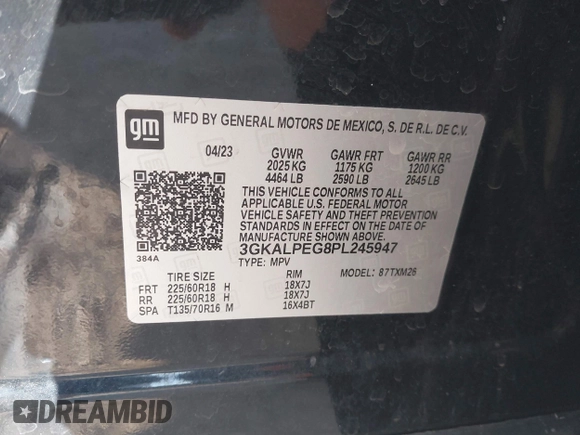 gm
MFD BY GENERAL MOTORS DE MEXICO, S. DE R.L. DE C.V.
04/23 GVWR GAWR FRT GAWR RR
2025 KG 1175 KG 1200 KG
4464 LB 2590 LB 2645 LB
THIS VEHICLE CONFORMS TO ALL
APPLICABLE U.S. FEDERAL MOTOR
VEHICLE SAFETY AND THEFT PREVENTION
STANDARDS IN EFFECT ON THE DATE OF
MANUFACTURE SHOWN ABOVE.
384A 3GKALPEG8PL245947
TYPE: MPV MODEL: 87TXM26
TIRE SIZE RIM
FRT 225/60R18 H 18X7J
RR 225/60R18 H 18X7J
SPA T135/70R16 M 16X4BT
DREAMBID